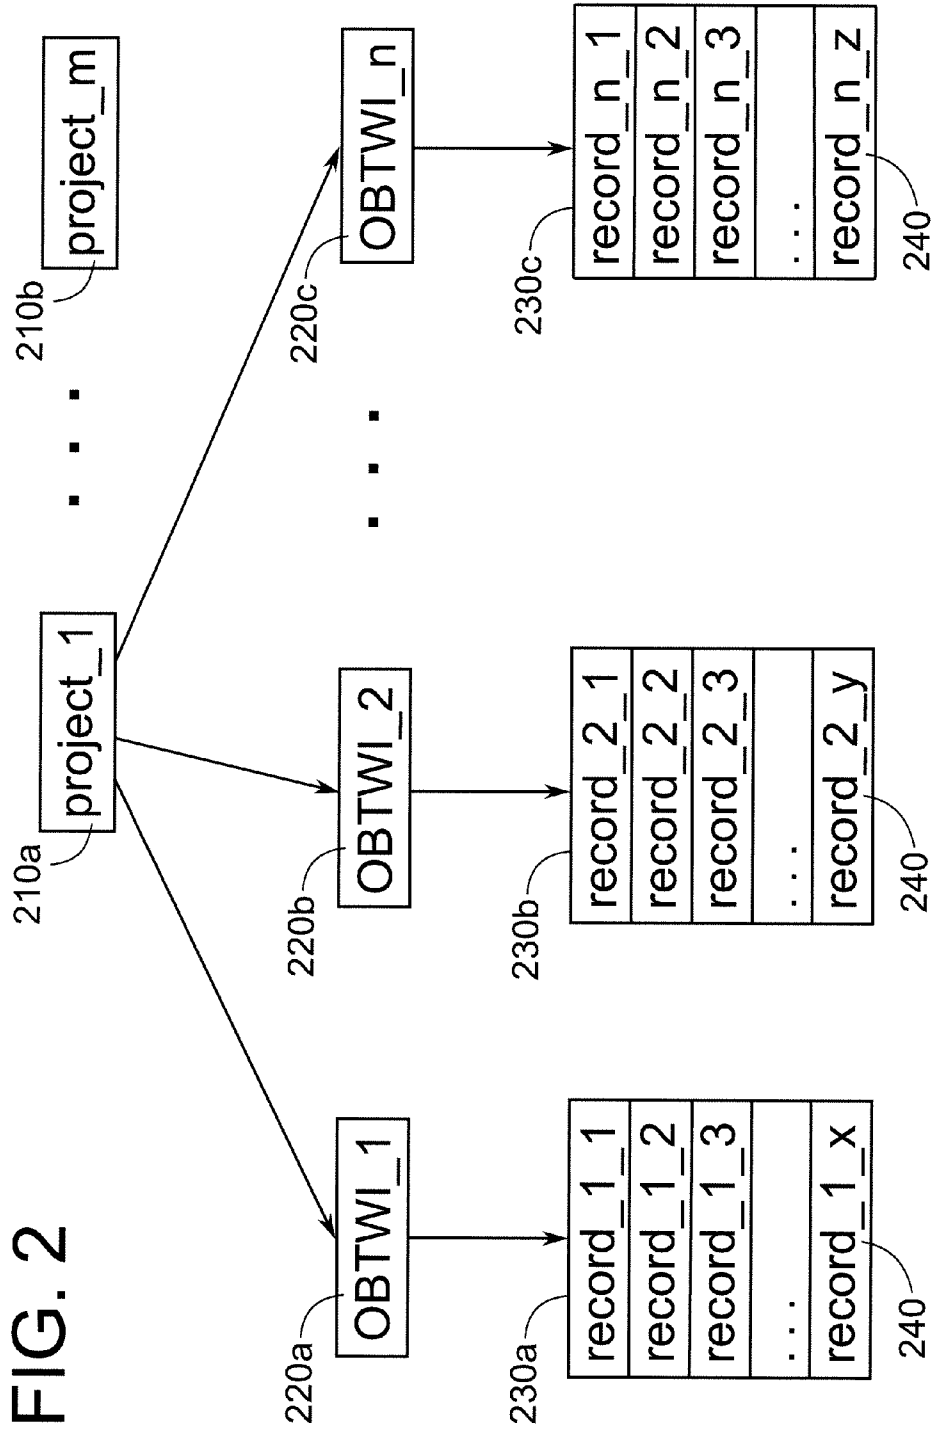 FIG. 2
210a
project_1
. . .
210b
project_m
220a
OBTWI_1
220b
OBTWI_2
. . .
220c
OBTWI_n
230a
record_1_1
record_1_2
record_1_3
. . .
record_1_x
240
230b
record_2_1
record_2_2
record_2_3
. . .
record_2_y
240
230c
record_n_1
record_n_2
record_n_3
. . .
record_n_z
240